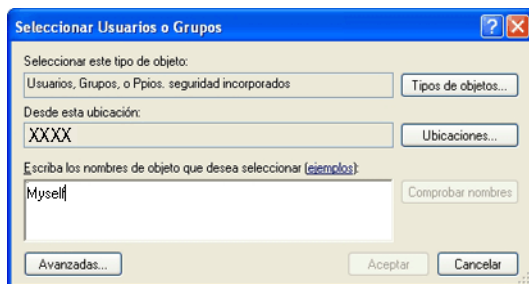 Seleccionar Usuarios o Grupos
Seleccionar este tipo de objeto:
Usuarios, Grupos, o Ppios. seguridad incorporados
Tipos de objetos...
Desde esta ubicación:
XXXX
Ubicaciones...
Escriba los nombres de objeto que desea seleccionar (ejemplos):
Myself
Comprobar nombres
Avanzadas...
Aceptar
Cancelar